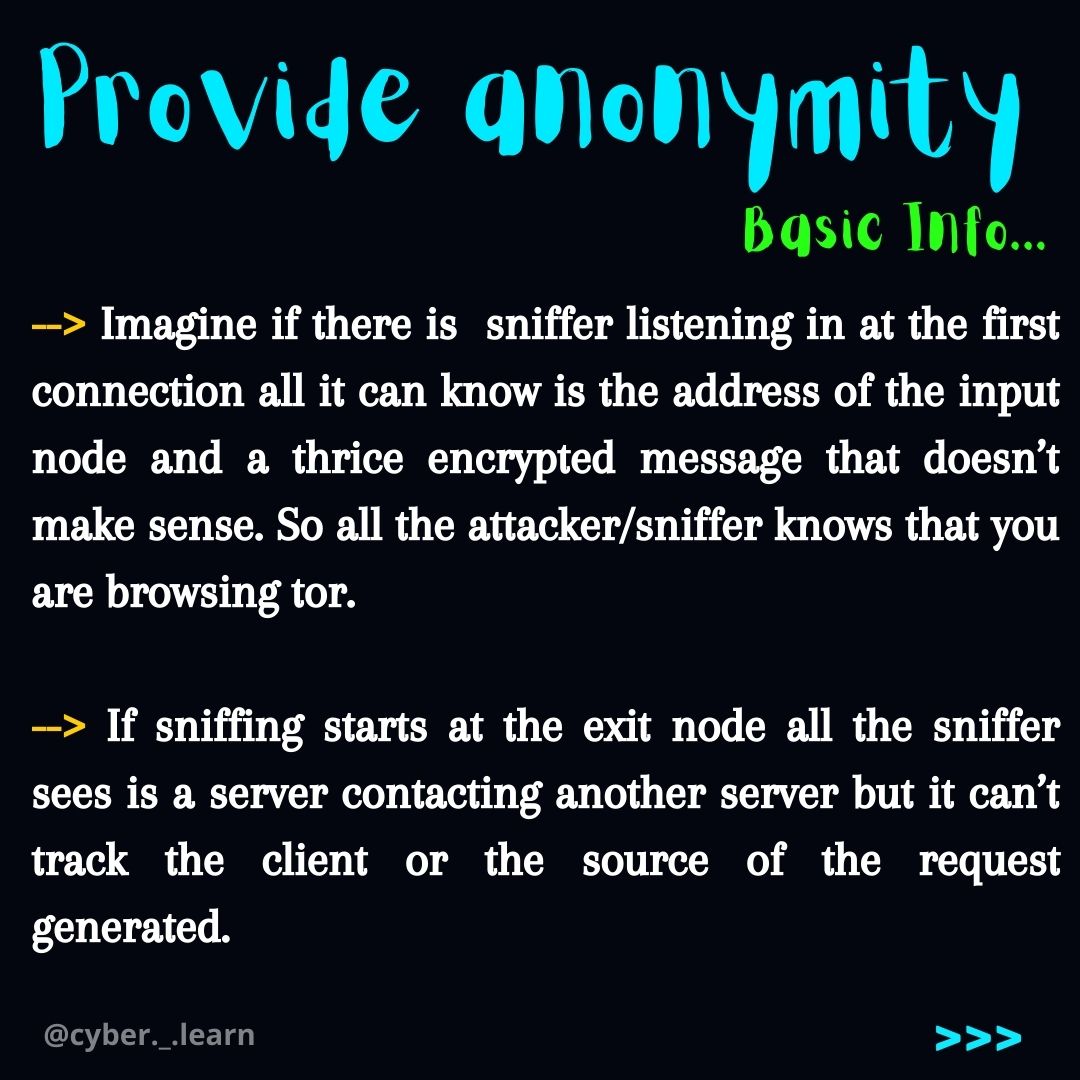 Provide anonymity
Basic Info...
--> Imagine if there is sniffer listening in at the first
connection all it can know is the address of the input
node and a thrice encrypted message that doesn’t
make sense. So all the attacker/sniffer knows that you
are browsing tor.
--> If sniffing starts at the exit node all the sniffer
sees is a server contacting another server but it can’t
track the client or the source of the request
generated.
@cyber._.learn
>>>